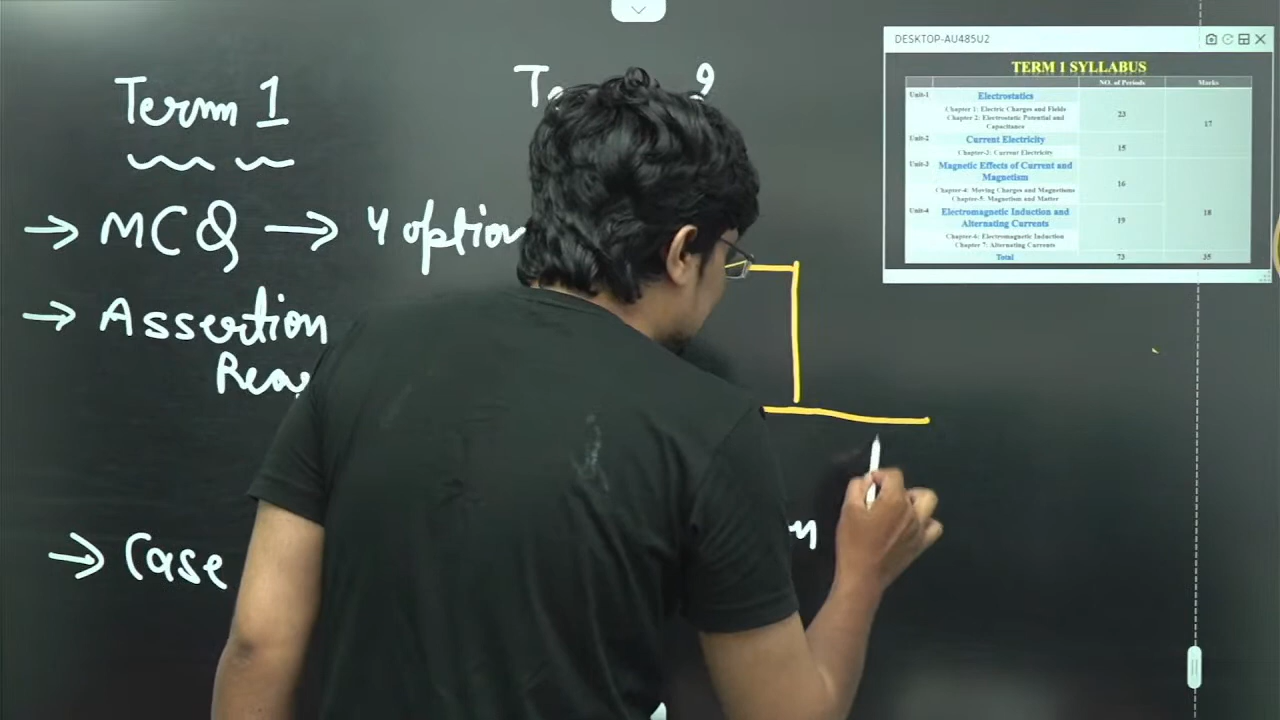 DESKTOP-AU485U2
TERM 1 SYLLABUS
NO. of Periods
Marks
Unit-1
Electrostatics
Chapter 1: Electric Charges and Fields
Chapter 2: Electrostatic Potential and
Capacitance
23
17
Unit-2
Current Electricity
Chapter-3: Current Electricity
15
Unit-3
Magnetic Effects of Current and
Magnetism
Chapter-4: Moving Charges and Magnetisms
Chapter-5: Magnetism and Matter
16
18
Unit-4
Electromagnetic Induction and
Alternating Currents
Chapter-6: Electromagnetic Induction
Chapter 7: Alternating Currents
19
Total
73
35
Term 1
→ MCQ → 4 option
→ Assertion
→ Case